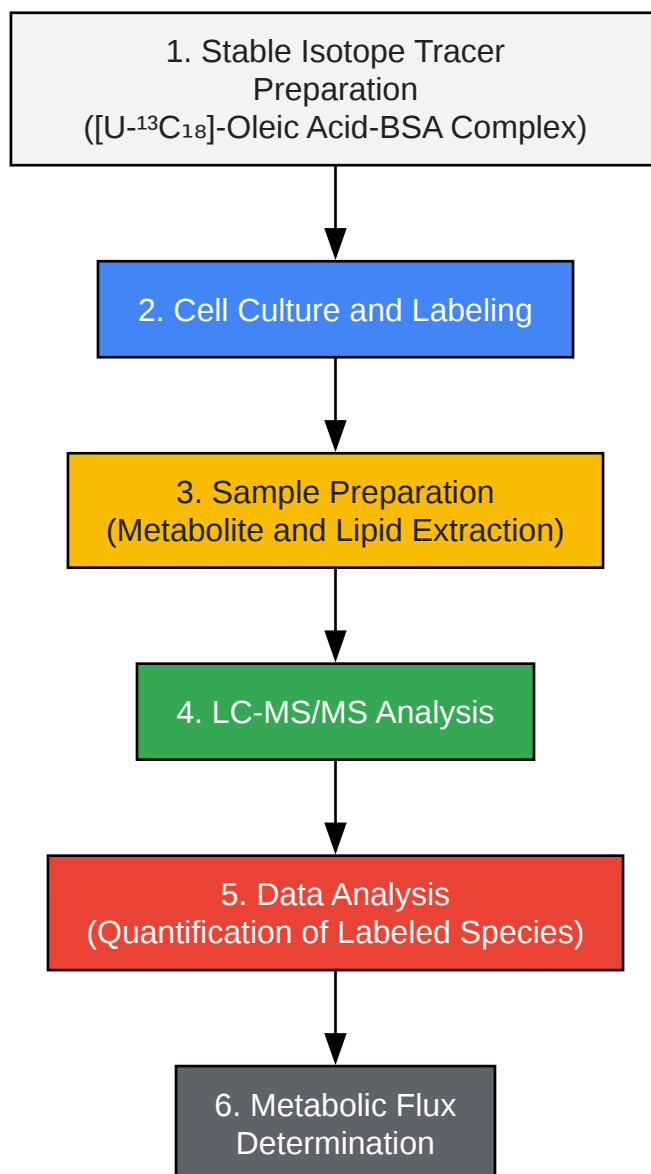 1. Stable Isotope Tracer
Preparation
([U-¹³C₁₈]-Oleic Acid-BSA Complex)
2. Cell Culture and Labeling
3. Sample Preparation
(Metabolite and Lipid Extraction)
4. LC-MS/MS Analysis
5. Data Analysis
(Quantification of Labeled Species)
6. Metabolic Flux
Determination